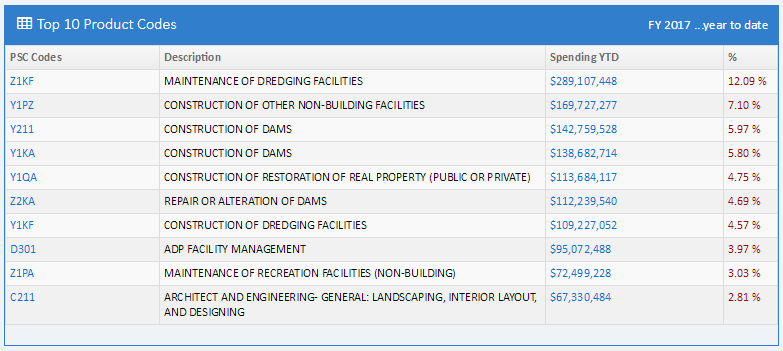 Top 10 Product Codes FY 2017 ...year to date
PSC Codes Description Spending YTD %
Z1KF MAINTENANCE OF DREDGING FACILITIES $289,107,448 12.09 %
Y1PZ CONSTRUCTION OF OTHER NON-BUILDING FACILITIES $169,727,277 7.10 %
Y211 CONSTRUCTION OF DAMS $142,759,528 5.97 %
Y1KA CONSTRUCTION OF DAMS $138,682,714 5.80 %
Y1QA CONSTRUCTION OF RESTORATION OF REAL PROPERTY (PUBLIC OR PRIVATE) $113,684,117 4.75 %
Z2KA REPAIR OR ALTERATION OF DAMS $112,239,540 4.69 %
Y1KF CONSTRUCTION OF DREDGING FACILITIES $109,227,052 4.57 %
D301 ADP FACILITY MANAGEMENT $95,072,488 3.97 %
Z1PA MAINTENANCE OF RECREATION FACILITIES (NON-BUILDING) $72,499,228 3.03 %
C211 ARCHITECT AND ENGINEERING- GENERAL: LANDSCAPING, INTERIOR LAYOUT, $67,330,484 2.81 %
AND DESIGNING